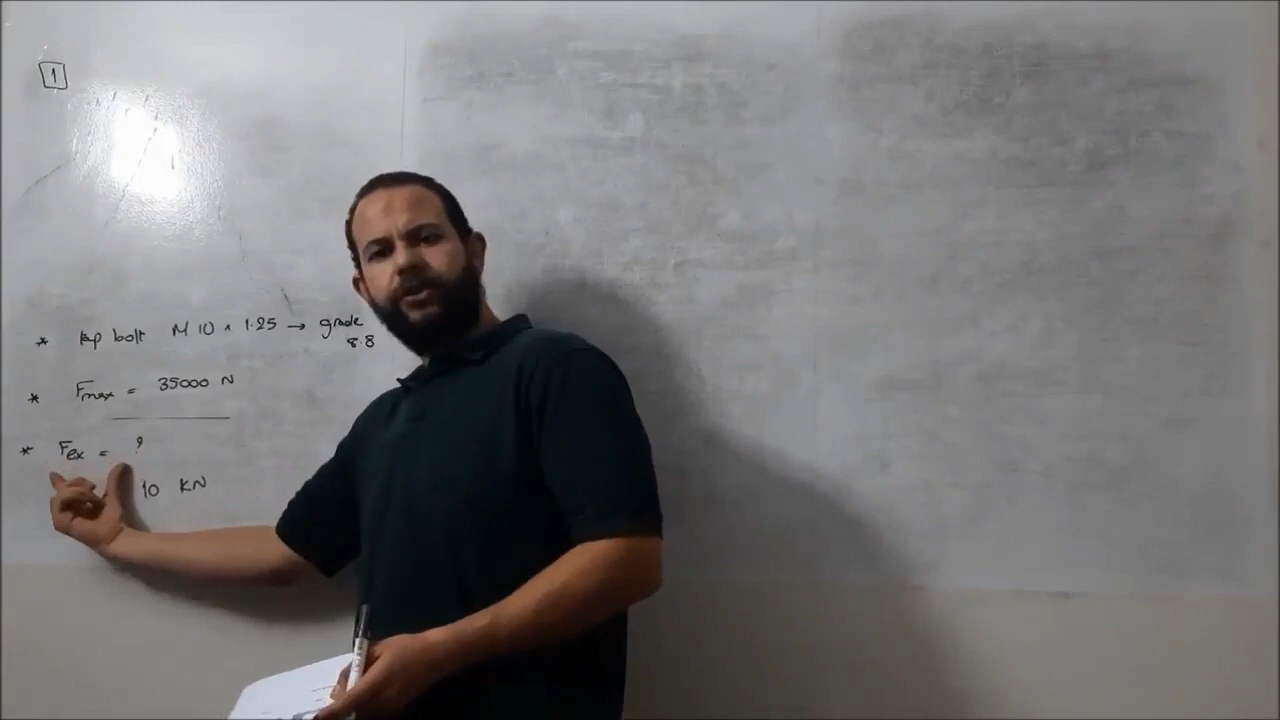 1
* tap bolt M 10 x 1.25 → grade
8.8
* Fmax = 35000 N
* Fex = ?
10 KN